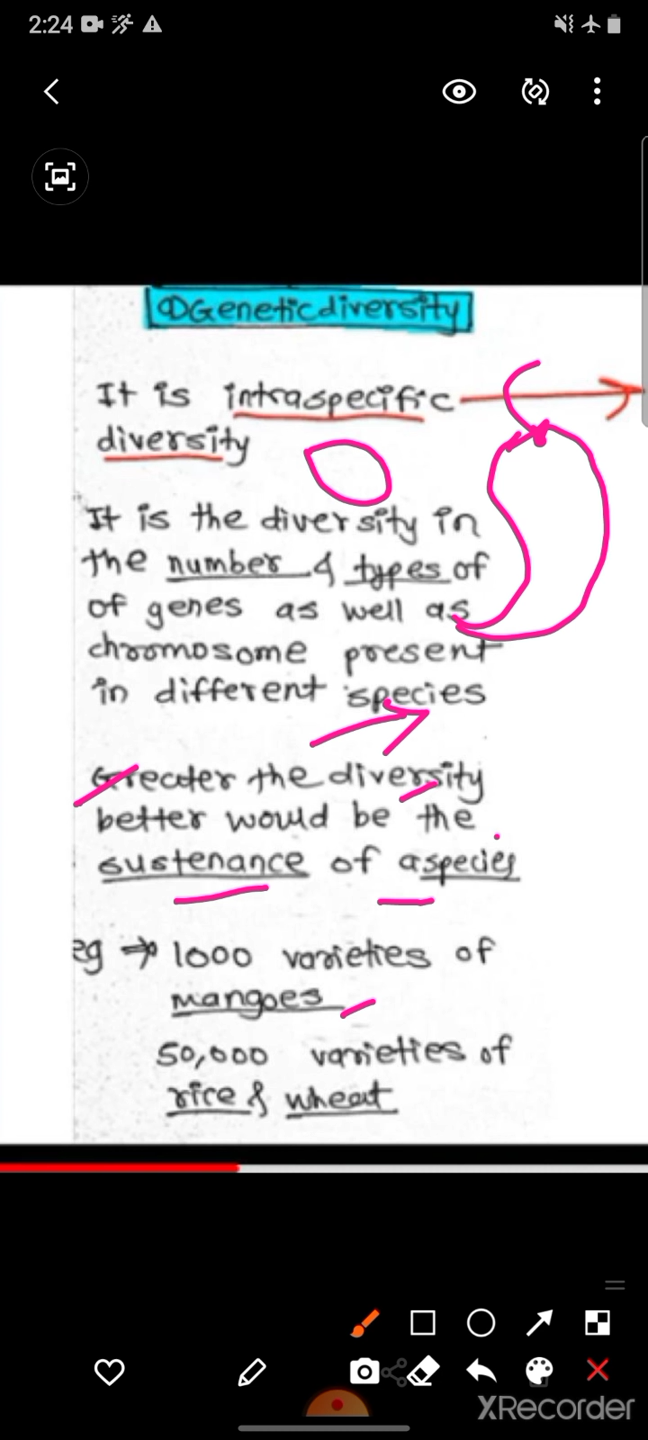 2:24
①Genetic diversity
It is intraspecific
diversity
It is the diversity in
the number & types of
of genes as well as
chromosome present
in different species
Greater the diversity
better would be the
sustenance of a species
eg ⇒ 1000 varieties of
mangoes
50,000 varieties of
rice & wheat
XRecorder